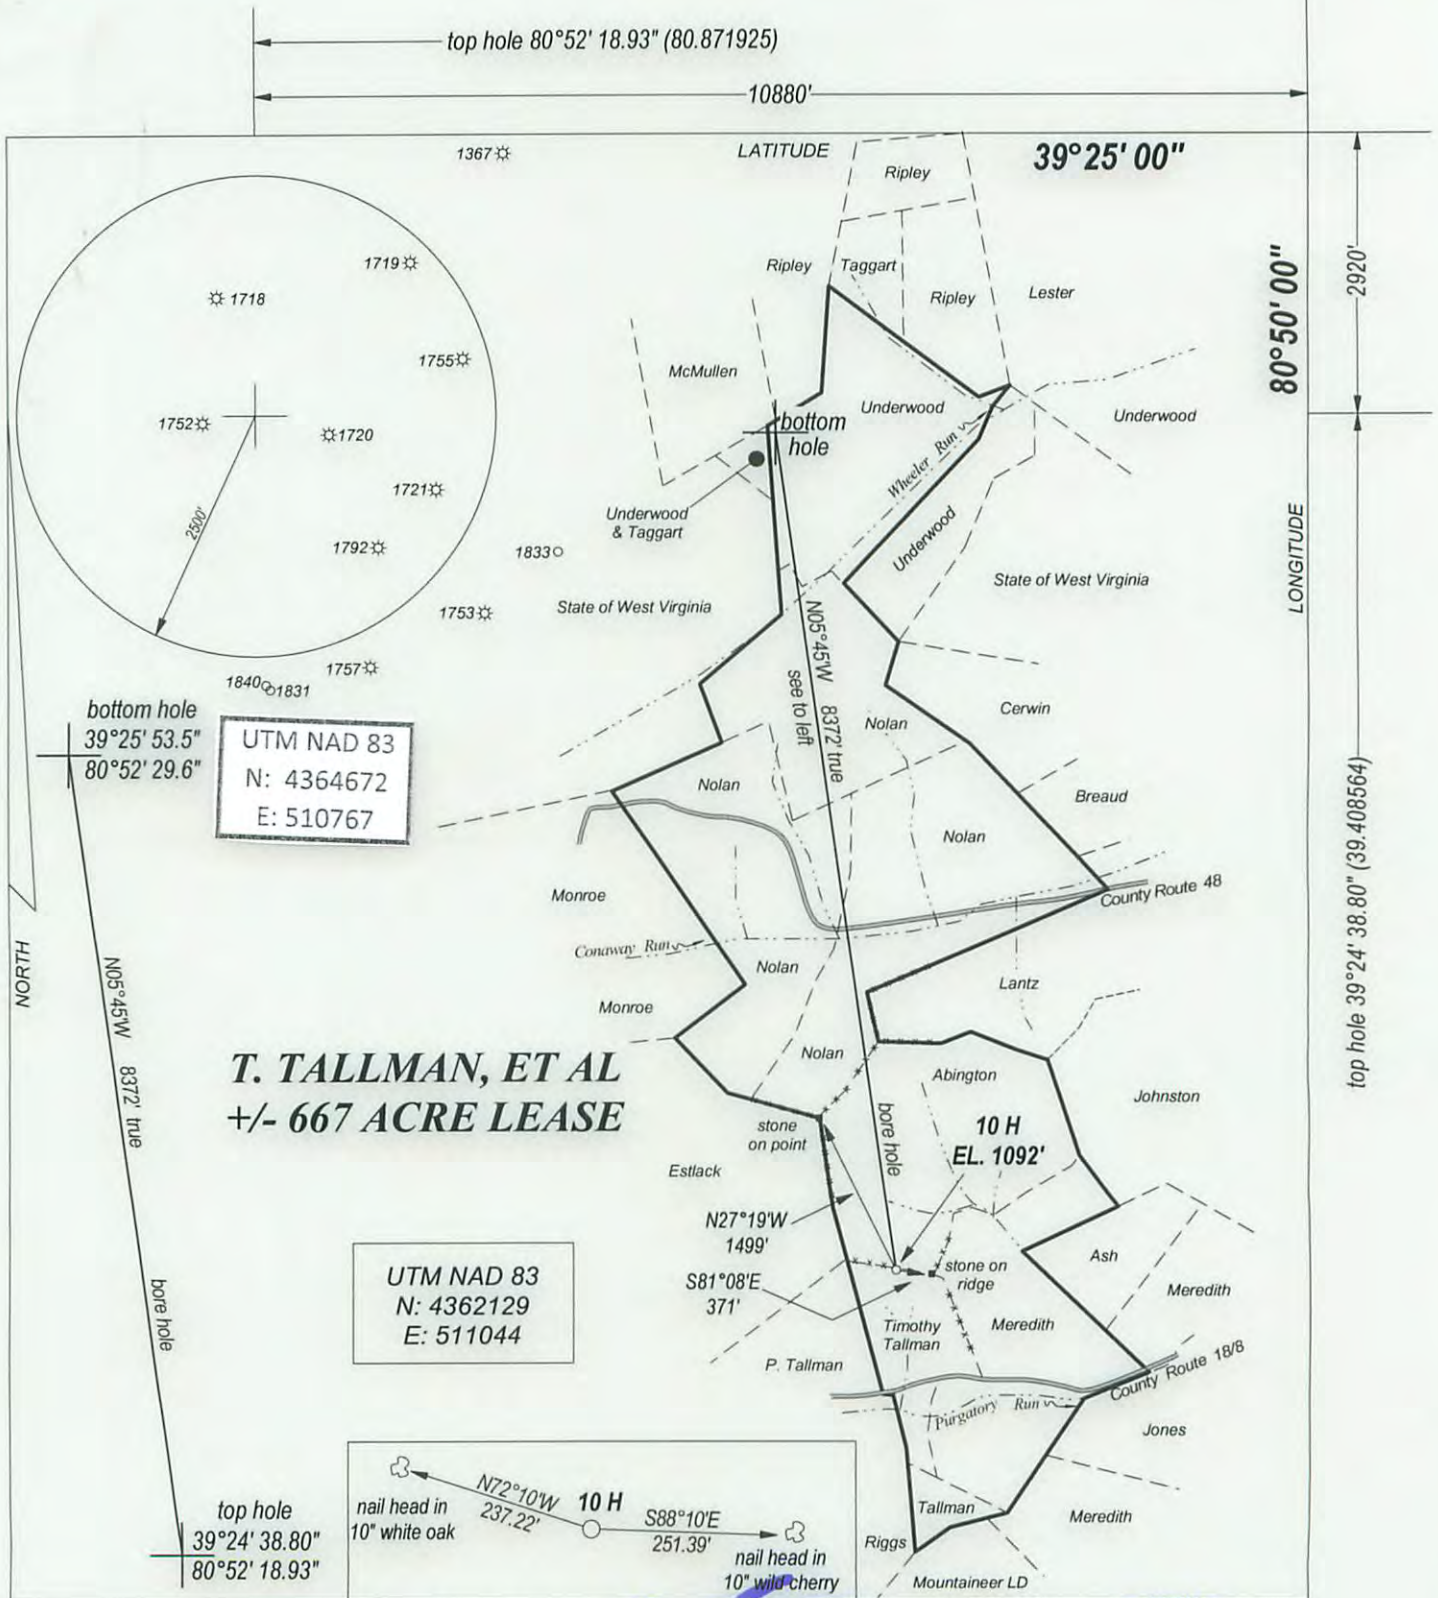 top hole 80°52' 18.93" (80.871925)
10880'
LATITUDE
39°25' 00"
1367
Ripley
1719
1718
Ripley
Taggart
Ripley
Lester
80°50' 00"
2920'
1755
McMullen
Underwood
Underwood
1752
1720
bottom
hole
Wheeler Run
1721
2500'
Underwood
& Taggart
Underwood
LONGITUDE
1792
1833
1753
State of West Virginia
State of West Virginia
N05°45'W 8372' true
see to left
1757
1840
1831
bottom hole
39°25' 53.5"
80°52' 29.6"
UTM NAD 83
N: 4364672
E: 510767
Nolan
Cerwin
Nolan
Breaud
Nolan
top hole 39°24' 38.80" (39.408564)
Monroe
County Route 48
Conaway Run
NORTH
Nolan
Lantz
Monroe
N05°45'W 8372' true
bore hole
T. TALLMAN, ET AL
+/- 667 ACRE LEASE
Nolan
Abington
Johnston
stone
on point
bore hole
10 H
EL. 1092'
Estlack
N27°19'W
1499'
S81°08'E
371'
stone on
ridge
Ash
Meredith
UTM NAD 83
N: 4362129
E: 511044
Timothy
Tallman
Meredith
P. Tallman
County Route 18/8
Purgatory Run
Jones
top hole
39°24' 38.80"
80°52' 18.93"
nail head in
10" white oak
N72°10'W
237.22'
10 H
S88°10'E
251.39'
nail head in
10" wild cherry
Tallman
Meredith
Riggs
Mountaineer LD